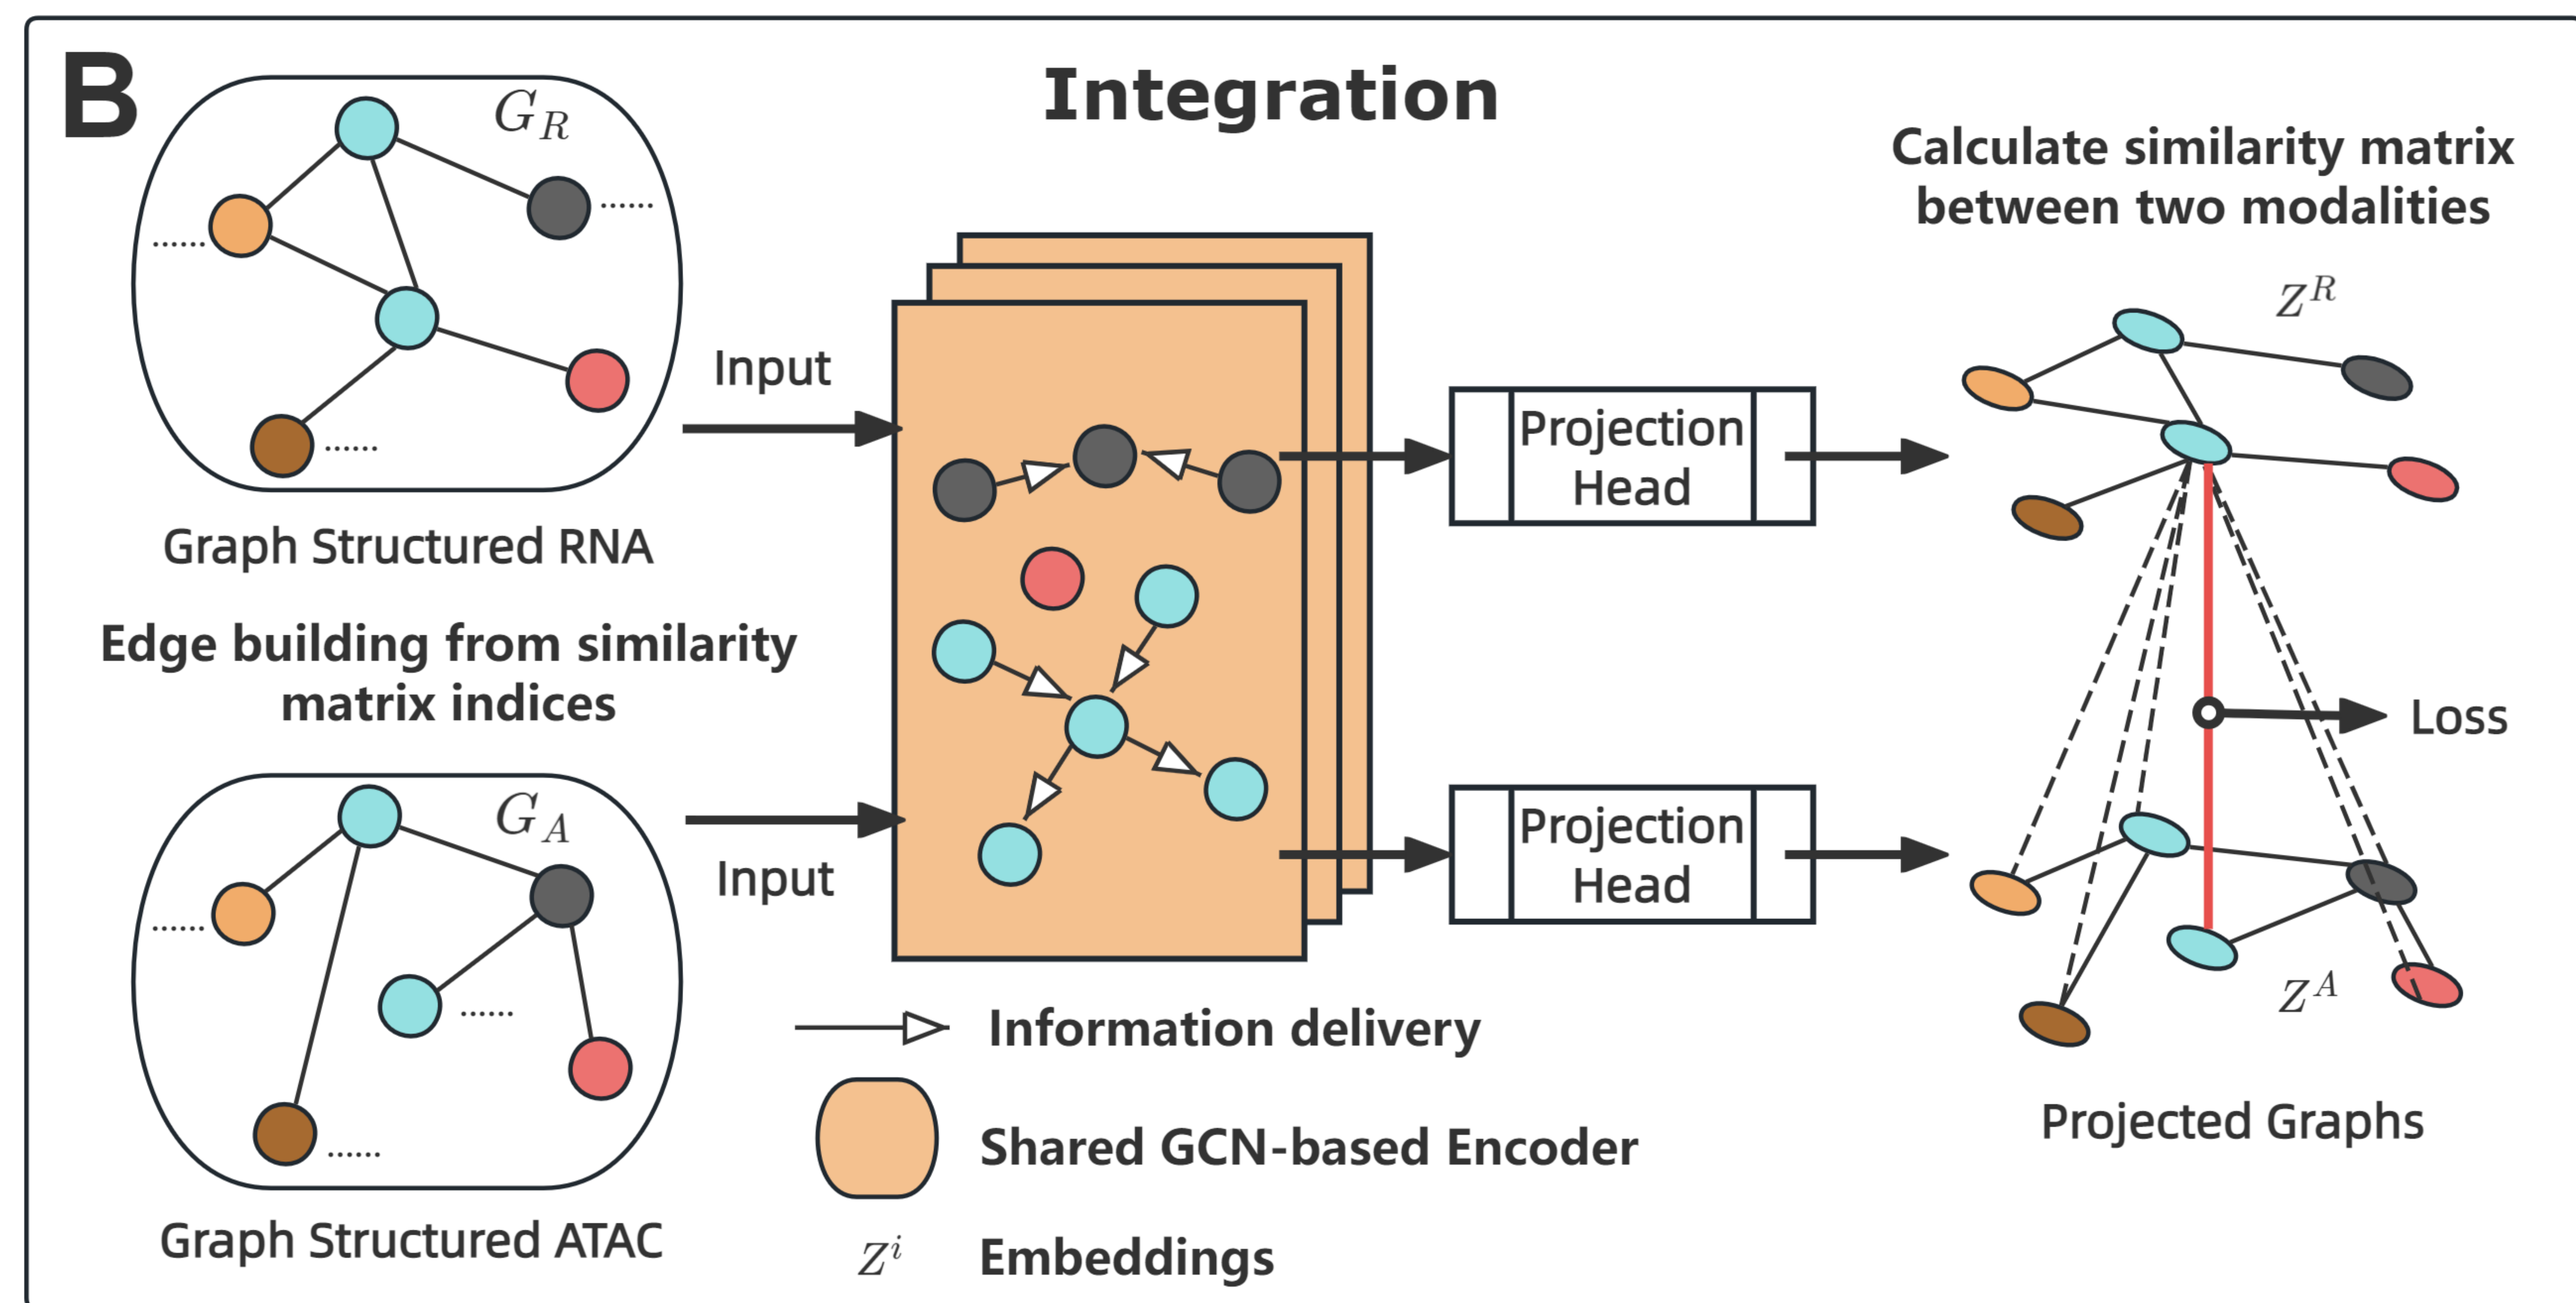 B
Integration
G_R
......
......
......
Graph Structured RNA
Edge building from similarity
matrix indices
G_A
......
......
......
Graph Structured ATAC
Input
Input
Projection
Head
Projection
Head
Calculate similarity matrix
between two modalities
Z^R
Loss
Z^A
Projected Graphs
Information delivery
Shared GCN-based Encoder
Z^i Embeddings